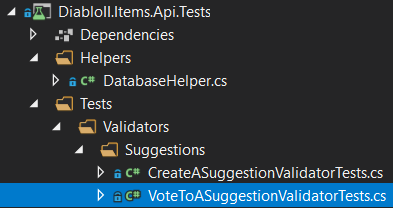 DiabloII.Items.Api.Tests
Dependencies
Helpers
C# DatabaseHelper.cs
Tests
Validators
Suggestions
C# CreateASuggestionValidatorTests.cs
C# VoteToASuggestionValidatorTests.cs